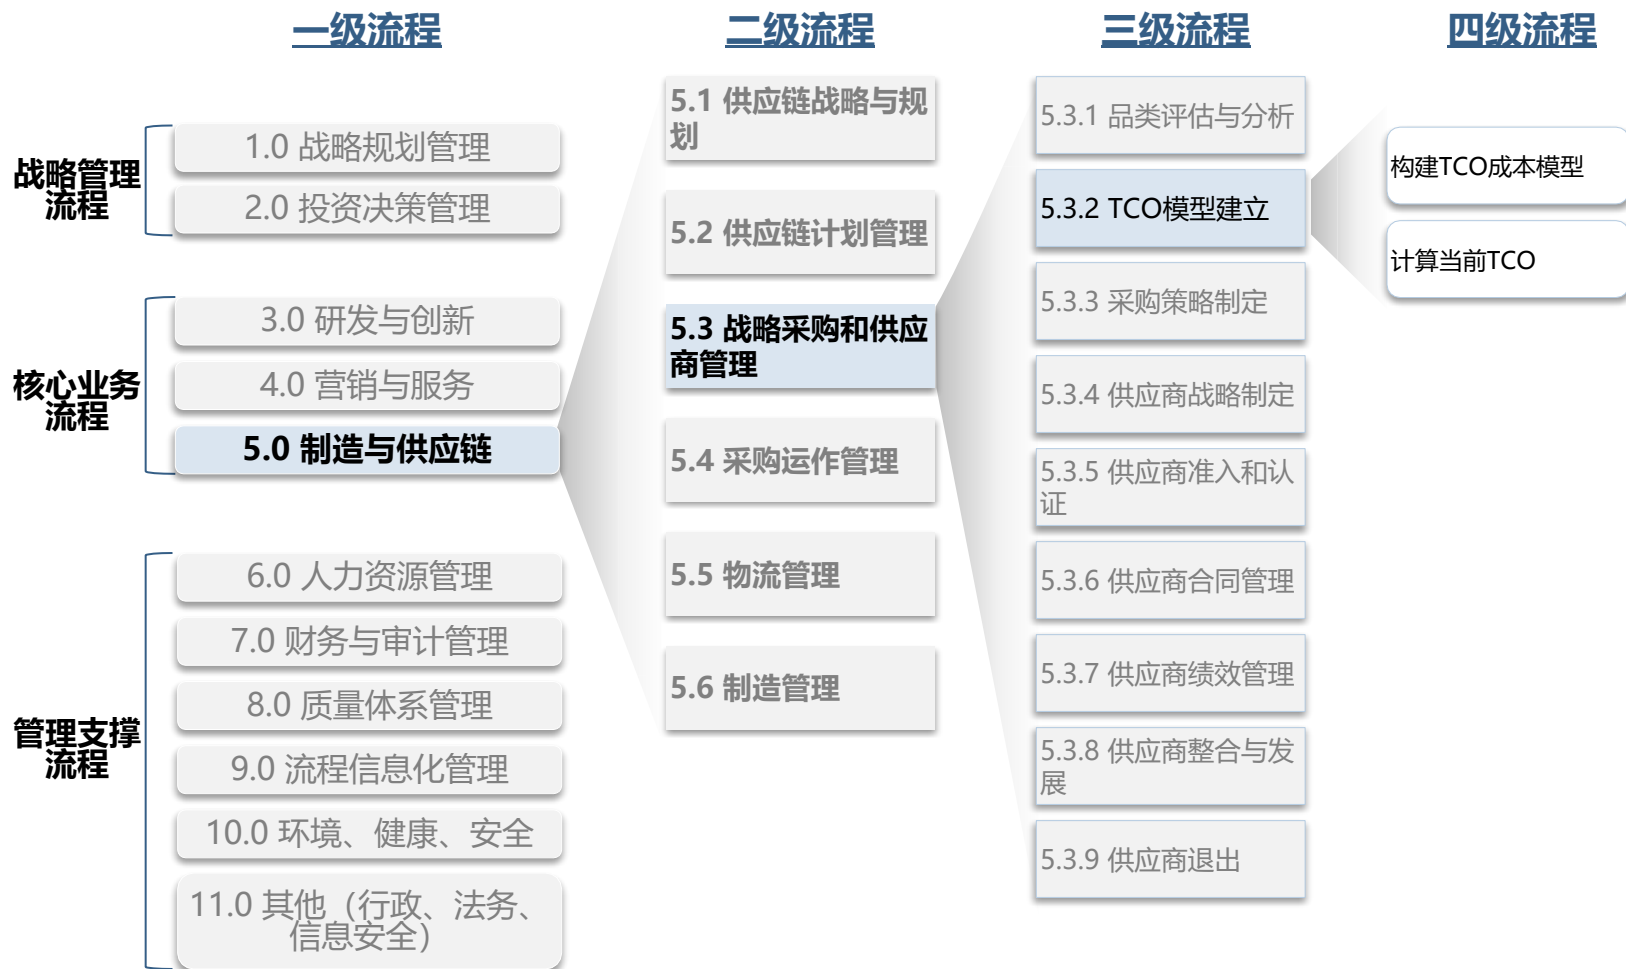 一级流程
二级流程
三级流程
四级流程
战略管理
流程
1.0 战略规划管理
2.0 投资决策管理
核心业务
流程
3.0 研发与创新
4.0 营销与服务
5.0 制造与供应链
管理支撑
流程
6.0 人力资源管理
7.0 财务与审计管理
8.0 质量体系管理
9.0 流程信息化管理
10.0 环境、健康、安全
11.0 其他（行政、法务、
信息安全）
5.1 供应链战略与规
划
5.2 供应链计划管理
5.3 战略采购和供应
商管理
5.4 采购运作管理
5.5 物流管理
5.6 制造管理
5.3.1 品类评估与分析
5.3.2 TCO模型建立
5.3.3 采购策略制定
5.3.4 供应商战略制定
5.3.5 供应商准入和认
证
5.3.6 供应商合同管理
5.3.7 供应商绩效管理
5.3.8 供应商整合与发
展
5.3.9 供应商退出
构建TCO成本模型
计算当前TCO